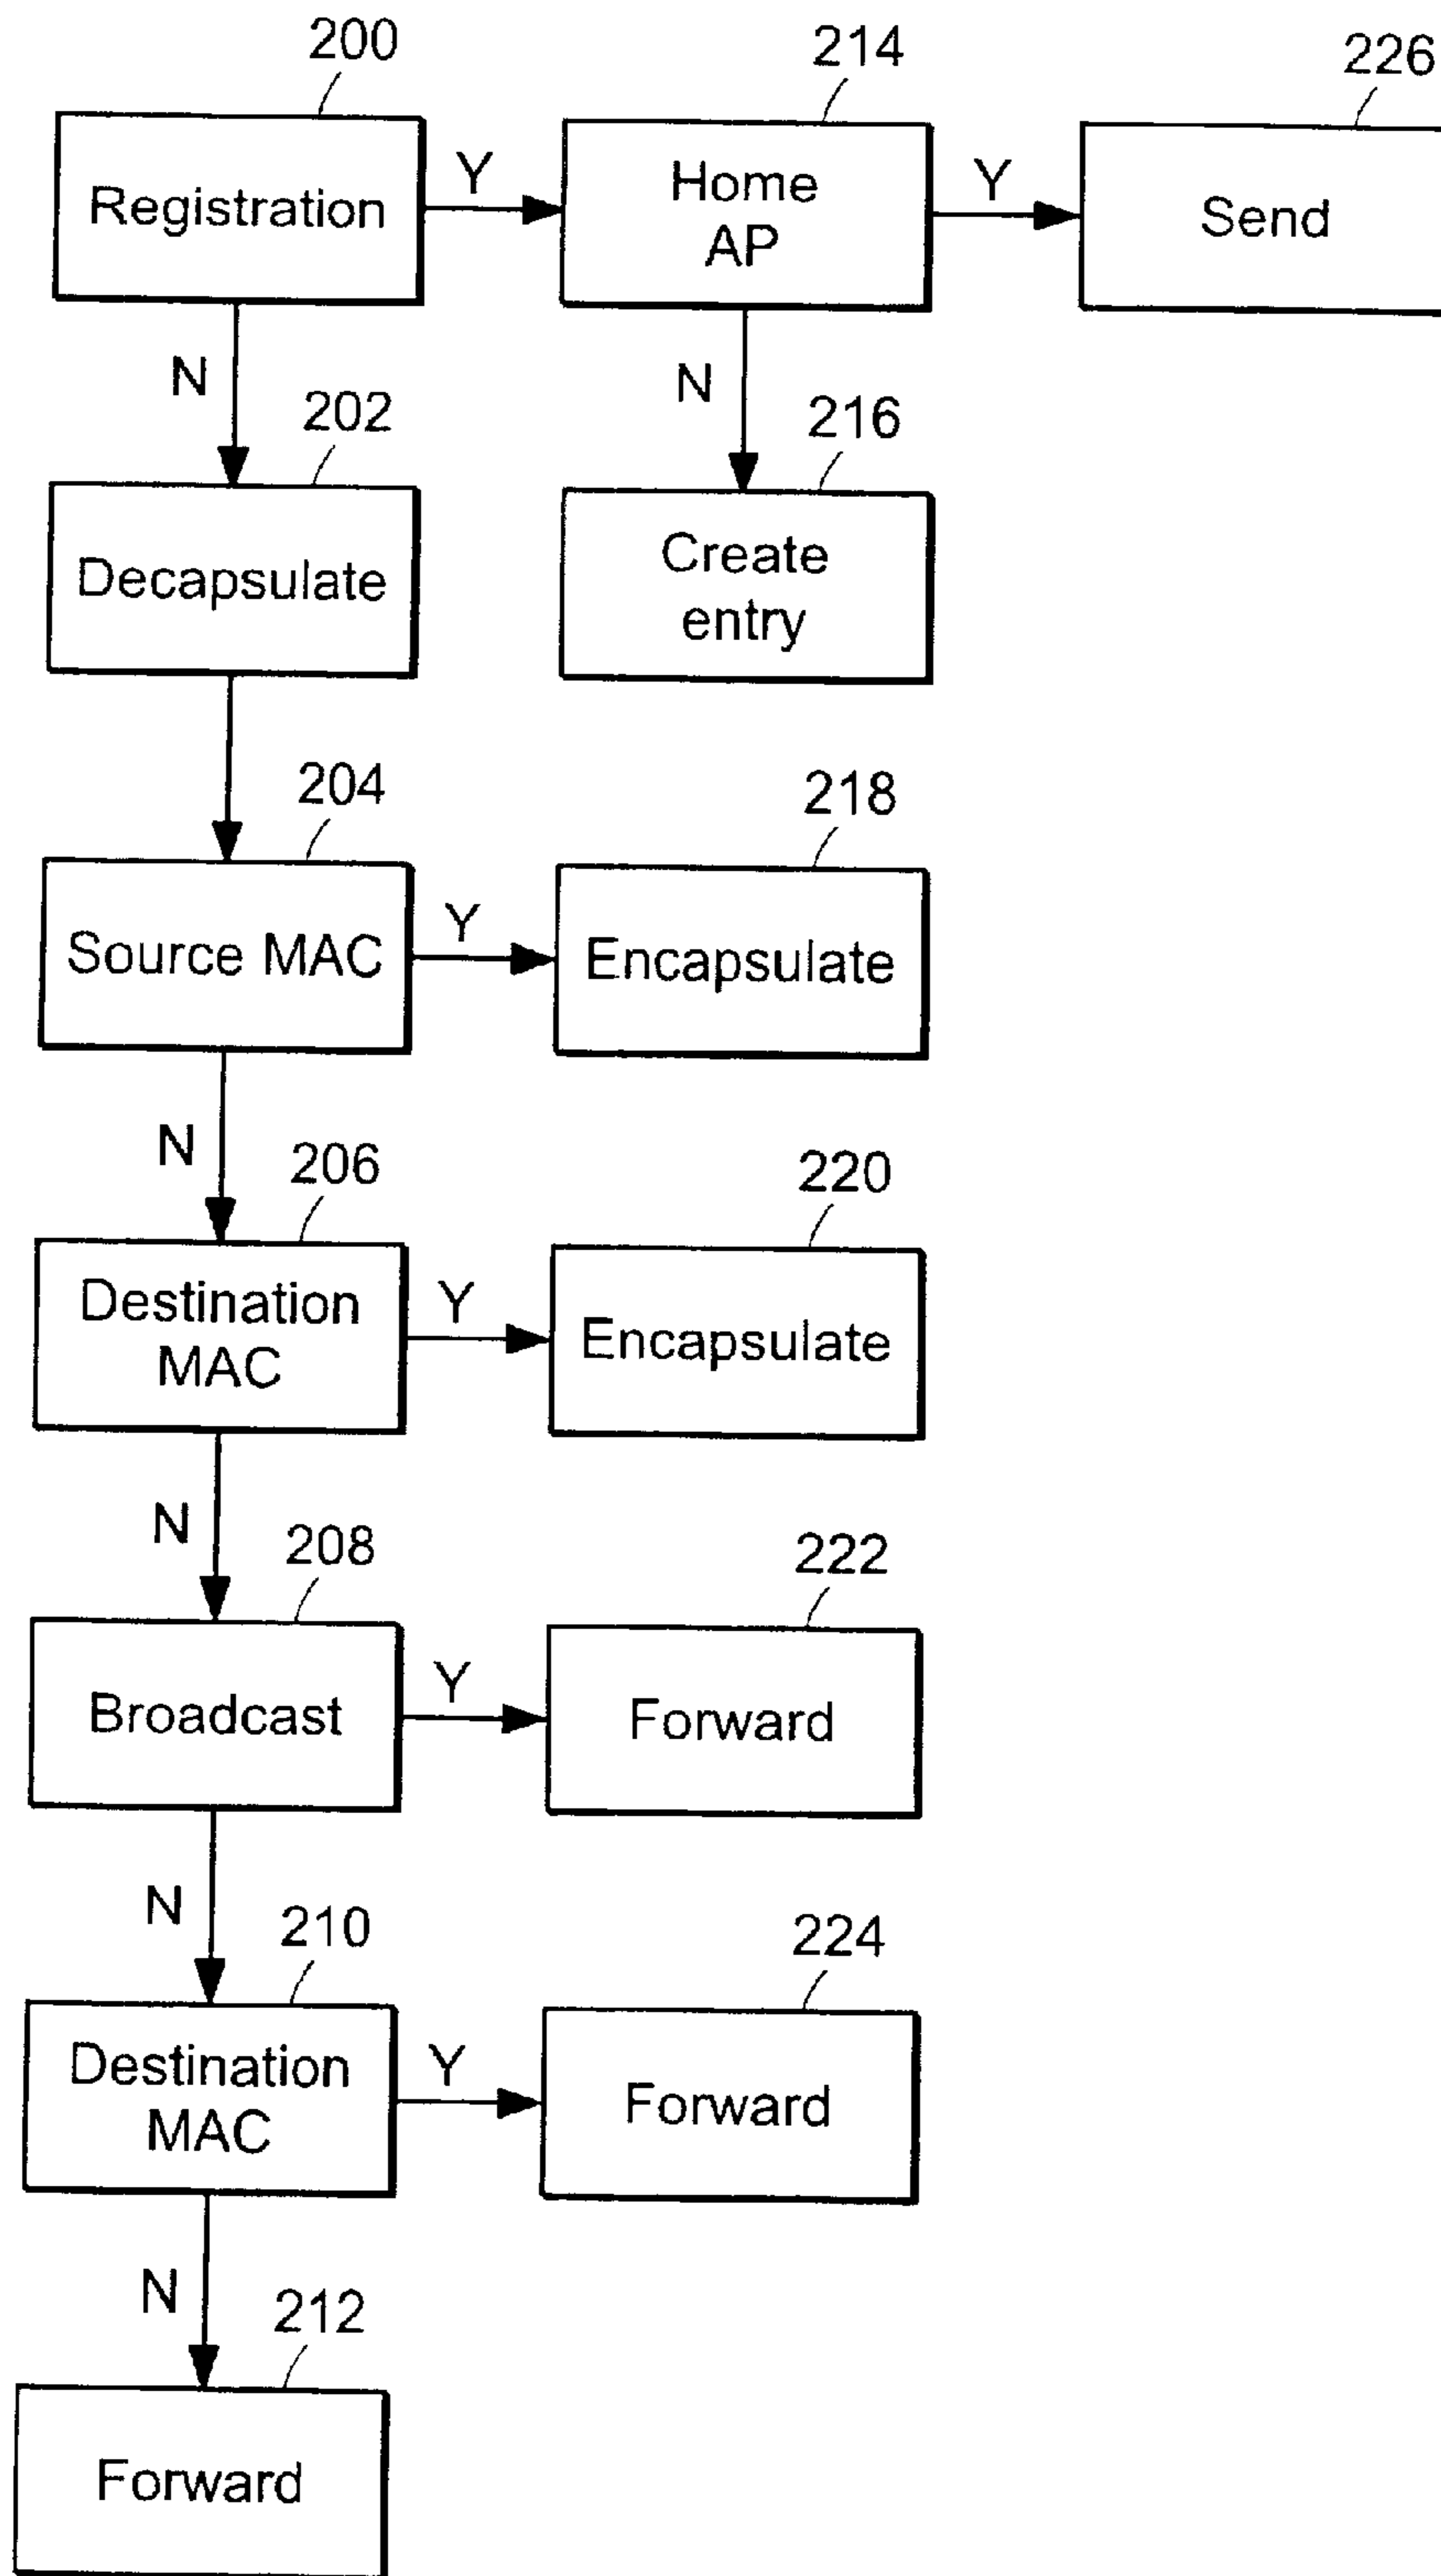 200
214
226
Registration
Y
Home
AP
Y
Send
N
N
202
216
Decapsulate
Create
entry
204
218
Source MAC
Y
Encapsulate
N
206
220
Destination
MAC
Y
Encapsulate
N
208
222
Broadcast
Y
Forward
N
210
224
Destination
MAC
Y
Forward
N
212
Forward